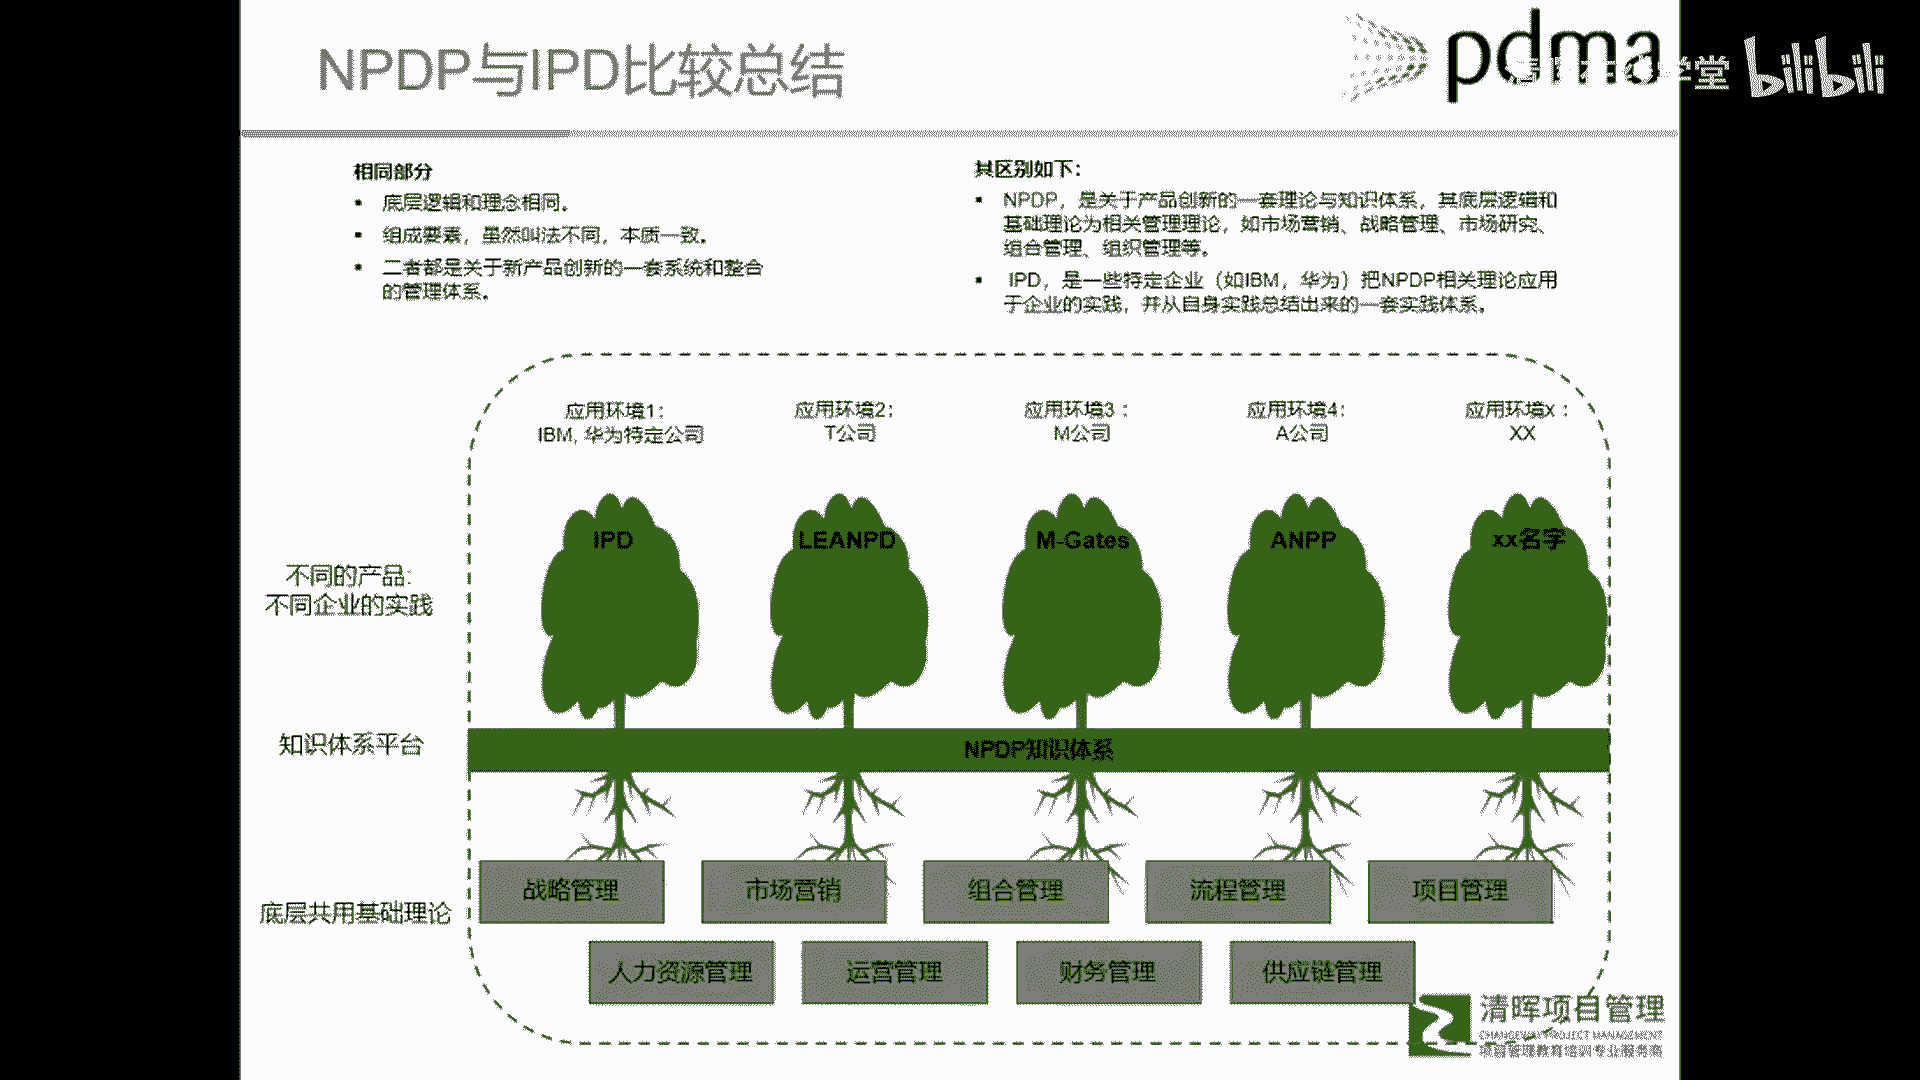 NPDP与IPD比较总结
pdma
学堂
bilibili
相同部分
▪ 底层逻辑和理念相同。
▪ 组成要素，虽然叫法不同，本质一致。
▪ 二者都是关于新产品创新的一套系统和整合
的管理体系。
其区别如下：
▪ NPDP，是关于产品创新的一套理论与知识体系，其底层逻辑和
基础理论为相关管理理论，如市场营销、战略管理、市场研究、
组合管理、组织管理等。
▪ IPD，是一些特定企业（如IBM，华为）把NPDP相关理论应用
于企业的实践，并从自身实践总结出来的一套实践体系。
应用环境1：
IBM, 华为特定公司
应用环境2：
T公司
应用环境3：
M公司
应用环境4：
A公司
应用环境x：
XX
IPD
LEANPD
M-Gates
ANPP
xx名字
不同的产品：
不同企业的实践
知识体系平台
NPDP知识体系
底层共用基础理论
战略管理
市场营销
组合管理
流程管理
项目管理
人力资源管理
运营管理
财务管理
供应链管理
清晖项目管理
CHANGEWAY PROJECT MANAGEMENT
项目管理教育培训专业服务商